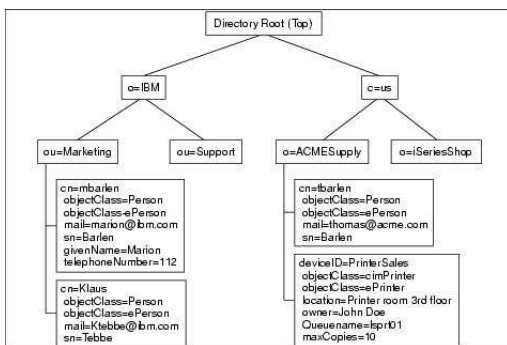 Directory Root (Top)
o=IBM
c=us
ou=Marketing
ou=Support
o=ACMESupply
o=iSeriesShop
cn=mbarlen
objectClass=Person
objectClass-ePerson
mail=marion@ibm.com
sn=Barlen
givenName=Marion
telephoneNumber=112
cn=Klaus
objectClass=Person
objectClass=ePerson
mail=Ktebbe@ibm.com
sn=Tebbe
cn=tbarlen
objectClass=Person
objectClass=ePerson
mail=thomas@acme.com
sn=Barlen
deviceID=PrinterSales
objectClass=cimPrinter
objectClass=ePrinter
location=Printer room 3rd floor
owner=John Doe
Queuename=lsprt01
maxCopies=10